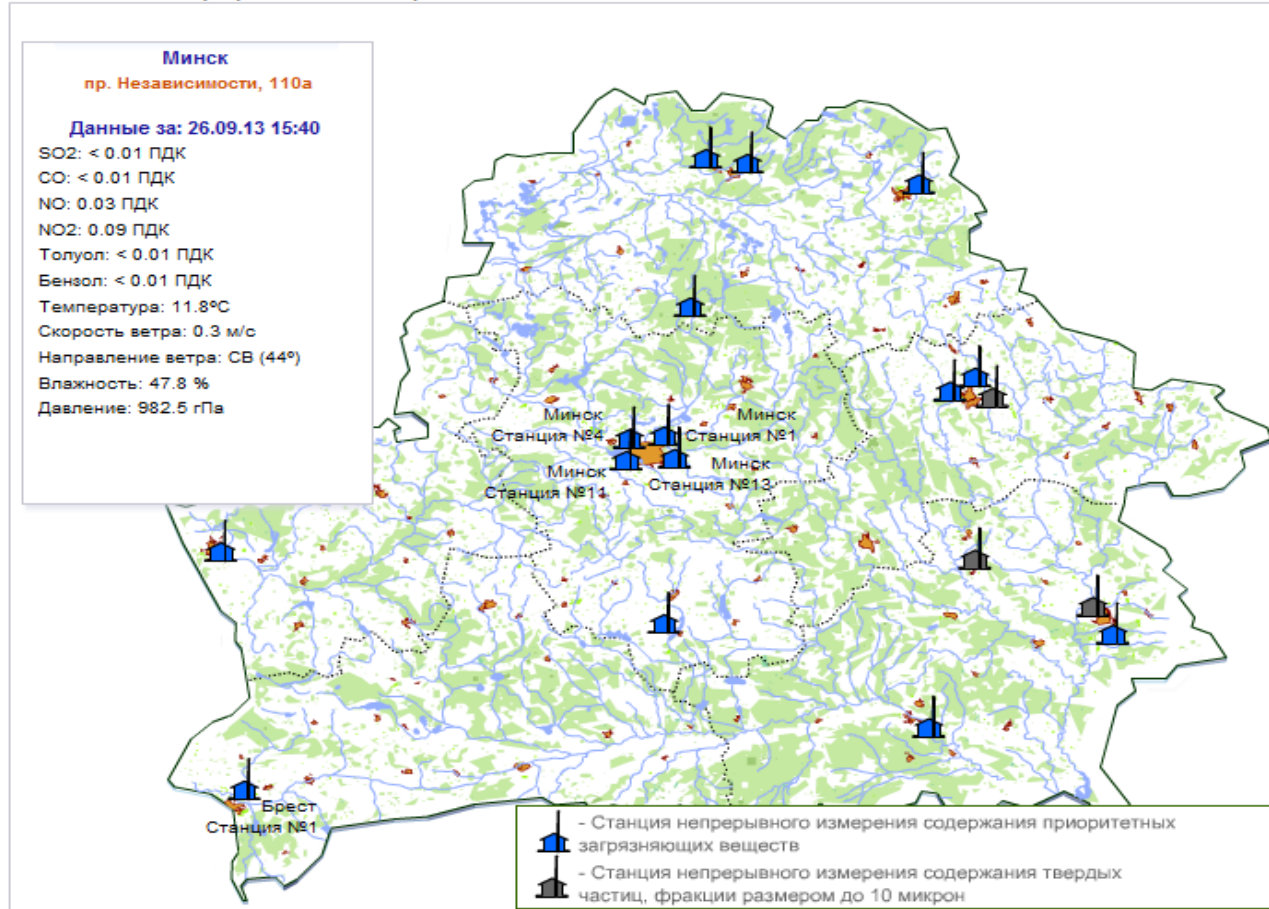 Минск
пр. Независимости, 110а
Данные за: 26.09.13 15:40
SO2: < 0.01 ПДК
CO: < 0.01 ПДК
NO: 0.03 ПДК
NO2: 0.09 ПДК
Толуол: < 0.01 ПДК
Бензол: < 0.01 ПДК
Температура: 11.8ºC
Скорость ветра: 0.3 м/с
Направление ветра: СВ (44º)
Влажность: 47.8 %
Давление: 982.5 гПа
Минск
Станция №4
Минск
Станция №1
Минск
Станция №11
Минск
Станция №13
Брест
Станция №1
- Станция непрерывного измерения содержания приоритетных
загрязняющих веществ
- Станция непрерывного измерения содержания твердых
частиц, фракции размером до 10 микрон